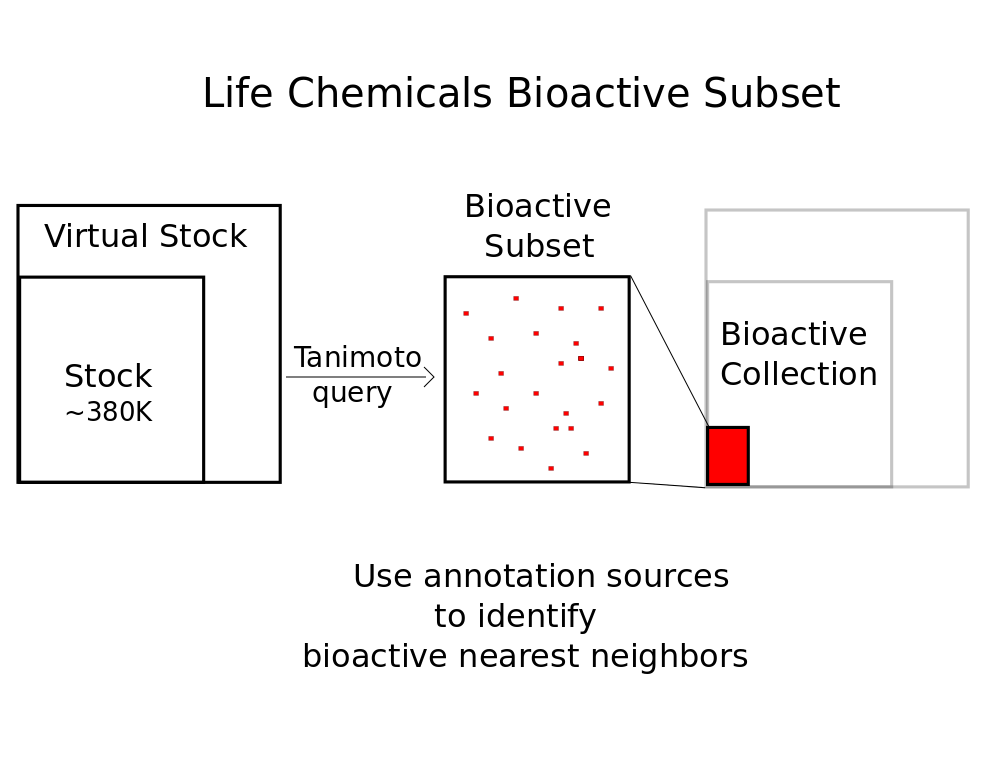 Life Chemicals Bioactive Subset
Virtual Stock
Stock
~380K
Tanimoto
query
Bioactive
Subset
Bioactive
Collection
Use annotation sources
to identify
bioactive nearest neighbors